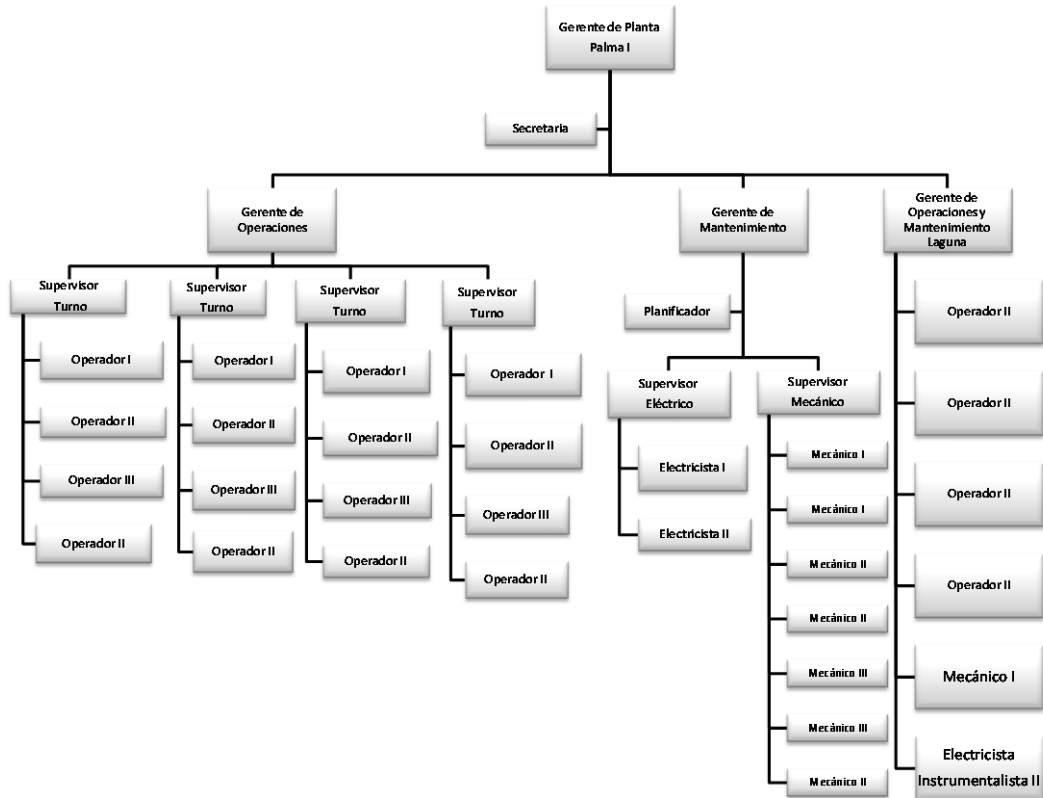 Gerente de Planta
Palma I
Secretaria
Gerente de
Operaciones
Gerente de
Mantenimiento
Gerente de
Operaciones y
Mantenimiento
Laguna
Supervisor
Turno
Supervisor
Turno
Supervisor
Turno
Supervisor
Turno
Operador I
Operador II
Operador III
Operador II
Operador I
Operador II
Operador III
Operador II
Operador I
Operador II
Operador III
Operador II
Operador I
Operador II
Operador III
Operador II
Planificador
Supervisor
Eléctrico
Electricista I
Electricista II
Supervisor
Mecánico
Mecánico I
Mecánico I
Mecánico II
Mecánico II
Mecánico III
Mecánico III
Mecánico II
Operador II
Operador II
Operador II
Operador II
Mecánico I
Electricista
Instrumentalista II